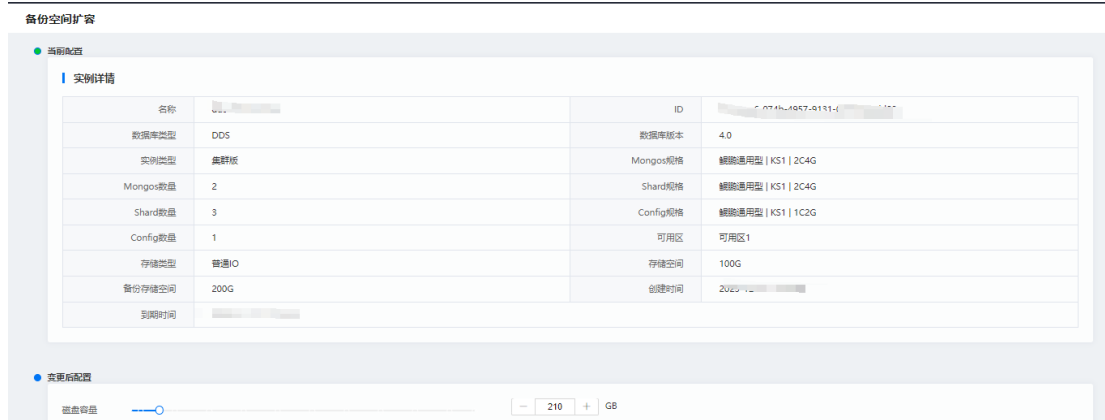 备份空间扩容
当前配置
实例详情
名称
ID
074b-4957-9131-
数据库类型 DDS 数据库版本 4.0
实例类型 集群版 Mongos规格 鲲鹏通用型 | KS1 | 2C4G
Mongos数量 2 Shard规格 鲲鹏通用型 | KS1 | 2C4G
Shard数量 3 Config规格 鲲鹏通用型 | KS1 | 1C2G
Config数量 1 可用区 可用区1
存储类型 普通IO 存储空间 100G
备份存储空间 200G 创建时间
到期时间
变更后配置
磁盘容量 — 210 + GB